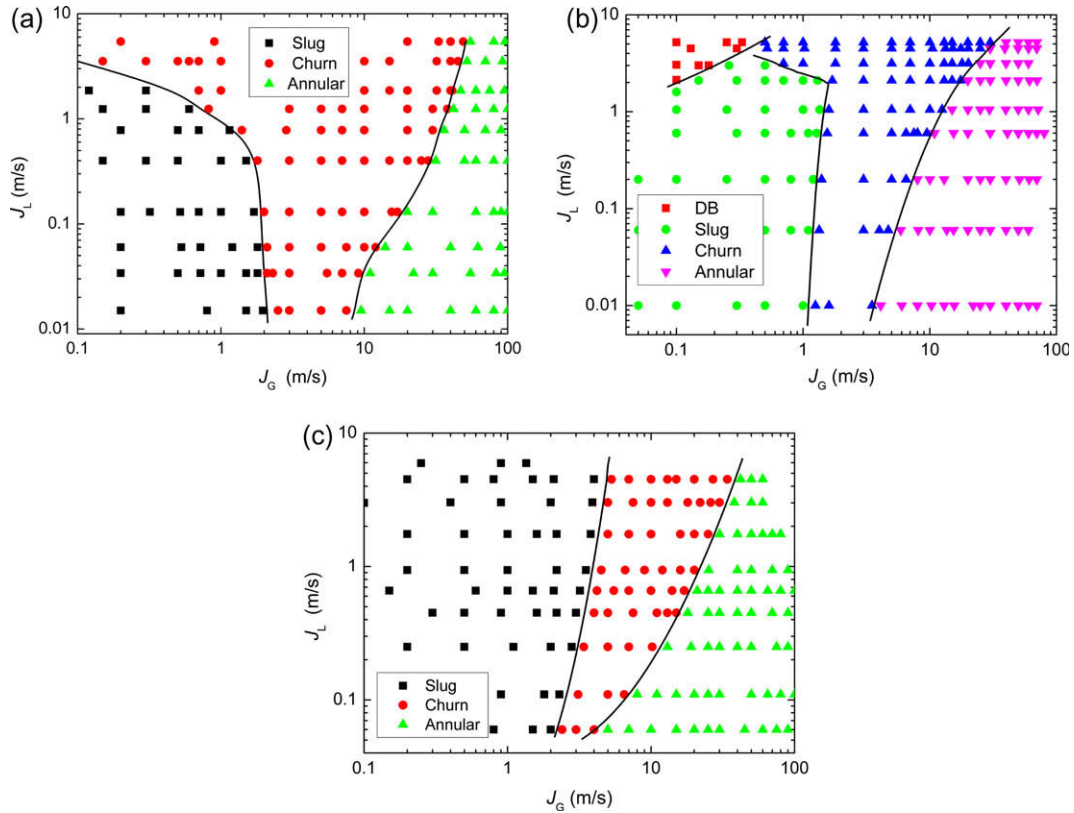 (a)
10
1
0.1
0.01
J_L (m/s)
Slug
Churn
Annular
0.1 1 10 100
J_G (m/s)
(b)
10
1
0.1
0.01
J_L (m/s)
DB
Slug
Churn
Annular
0.1 1 10 100
J_G (m/s)
(c)
10
1
0.1
J_L (m/s)
Slug
Churn
Annular
0.1 1 10 100
J_G (m/s)